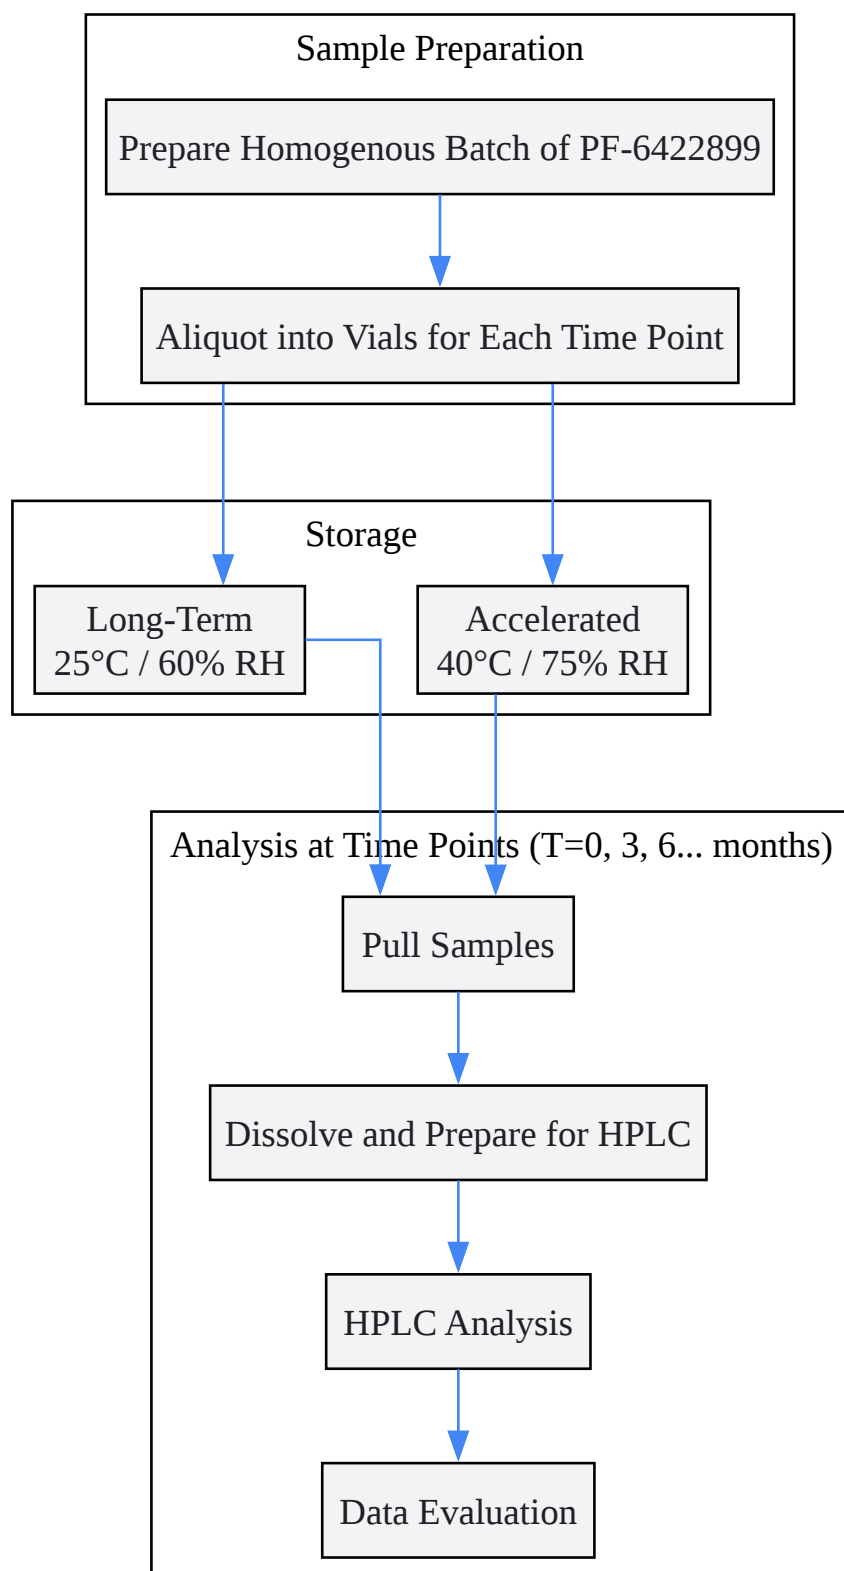 Sample Preparation
Prepare Homogenous Batch of PF-6422899
Aliquot into Vials for Each Time Point
Storage
Long-Term
25°C / 60% RH
Accelerated
40°C / 75% RH
Analysis at Time Points (T=0, 3, 6... months)
Pull Samples
Dissolve and Prepare for HPLC
HPLC Analysis
Data Evaluation